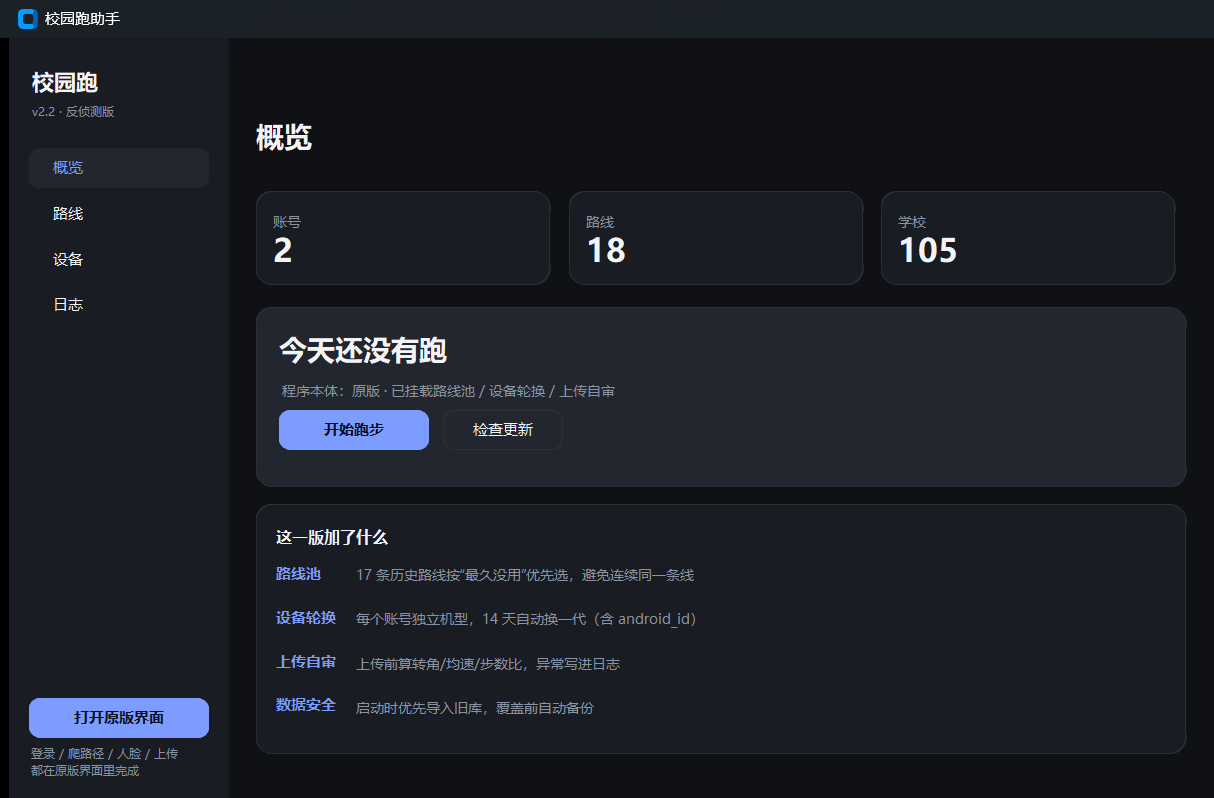 校园跑助手
校园跑
v2.2 · 反侦测版
概览
路线
设备
日志
打开原版界面
登录 / 爬路径 / 人脸 / 上传
都在原版界面里完成
概览
账号
2
路线
18
学校
105
今天还没有跑
程序本体：原版 · 已挂载路线池 / 设备轮换 / 上传自审
开始跑步
检查更新
这一版加了什么
路线池 17 条历史路线按“最久没用”优先选，避免连续同一条线
设备轮换 每个账号独立机型，14 天自动换一代（含 android_id）
上传自审 上传前算转角/均速/步数比，异常写进日志
数据安全 启动时优先导入旧库，覆盖前自动备份